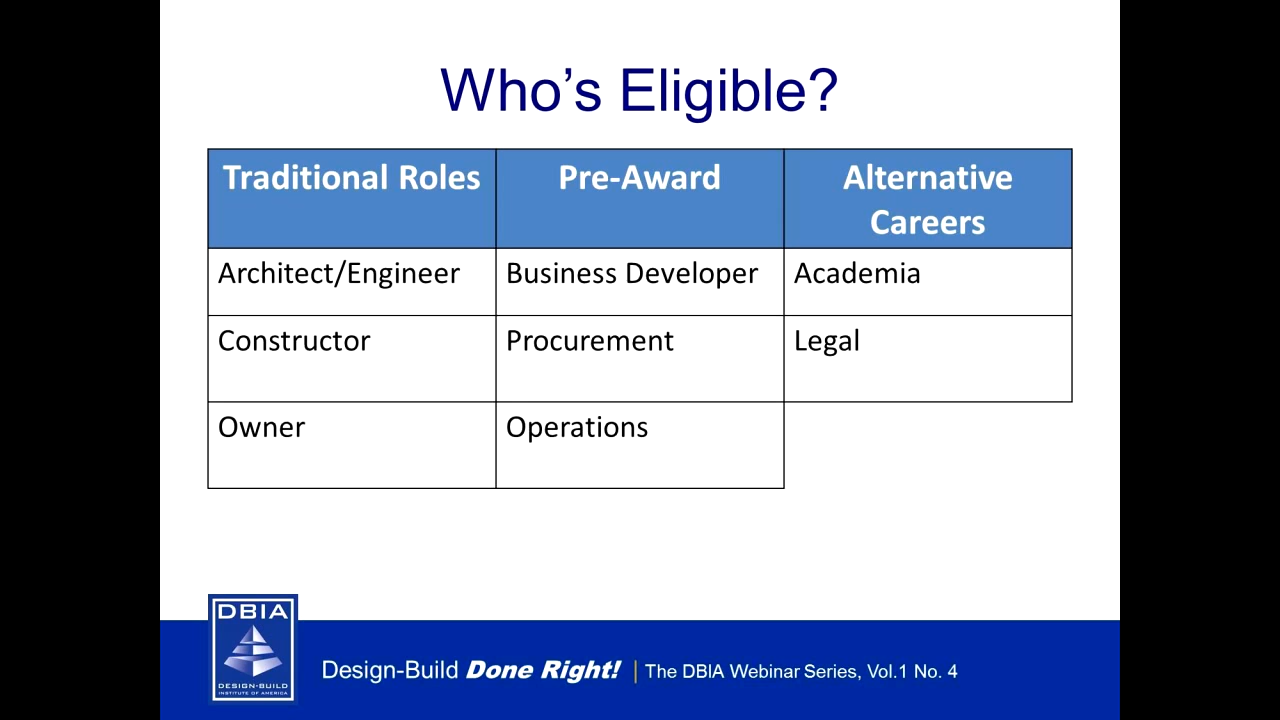 Who's Eligible?
Traditional Roles Pre-Award Alternative
Careers
Architect/Engineer Business Developer Academia
Constructor Procurement Legal
Owner Operations
DBIA
DESIGN-BUILD
INSTITUTE OF AMERICA
Design-Build Done Right! | The DBIA Webinar Series, Vol.1 No. 4